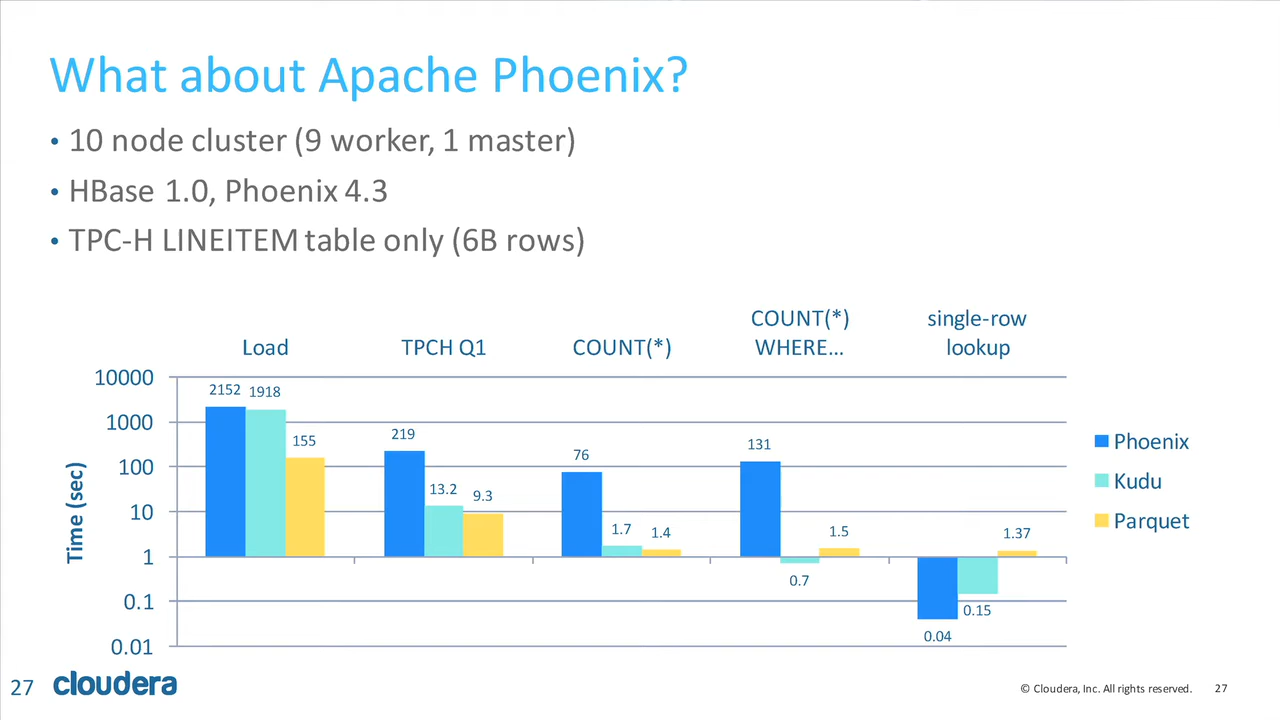 What about Apache Phoenix?
• 10 node cluster (9 worker, 1 master)
• HBase 1.0, Phoenix 4.3
• TPC-H LINEITEM table only (6B rows)
Load
TPCH Q1
COUNT(*)
COUNT(*)
WHERE...
single-row
lookup
Time (sec)
10000
1000
100
10
1
0.1
0.01
2152
1918
155
219
13.2
9.3
76
1.7
1.4
131
0.7
1.5
0.04
0.15
1.37
Phoenix
Kudu
Parquet
27
cloudera
© Cloudera, Inc. All rights reserved.
27